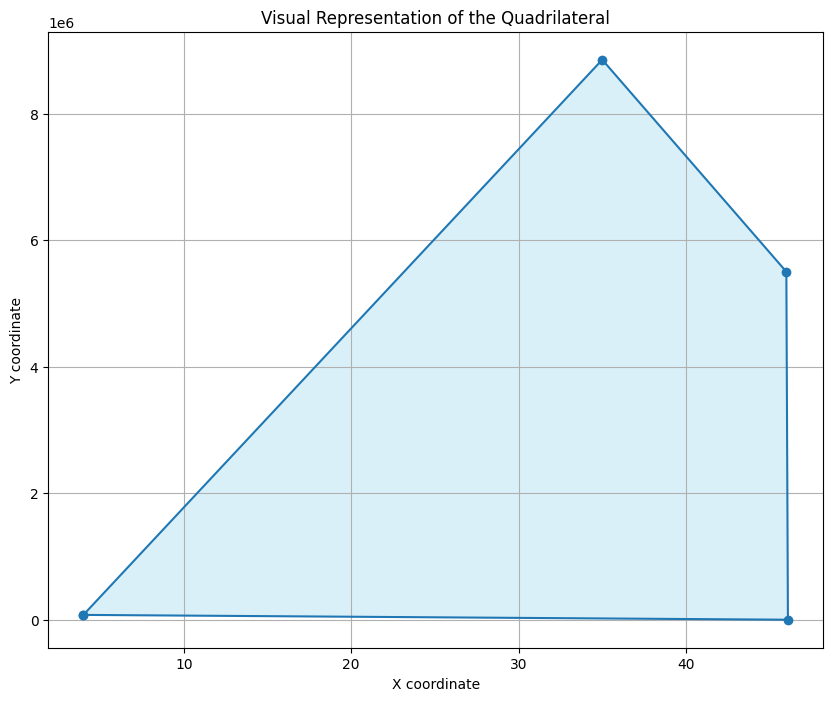 Visual Representation of the Quadrilateral
1e6
8
6
4
2
0
Y coordinate
10 20 30 40
X coordinate